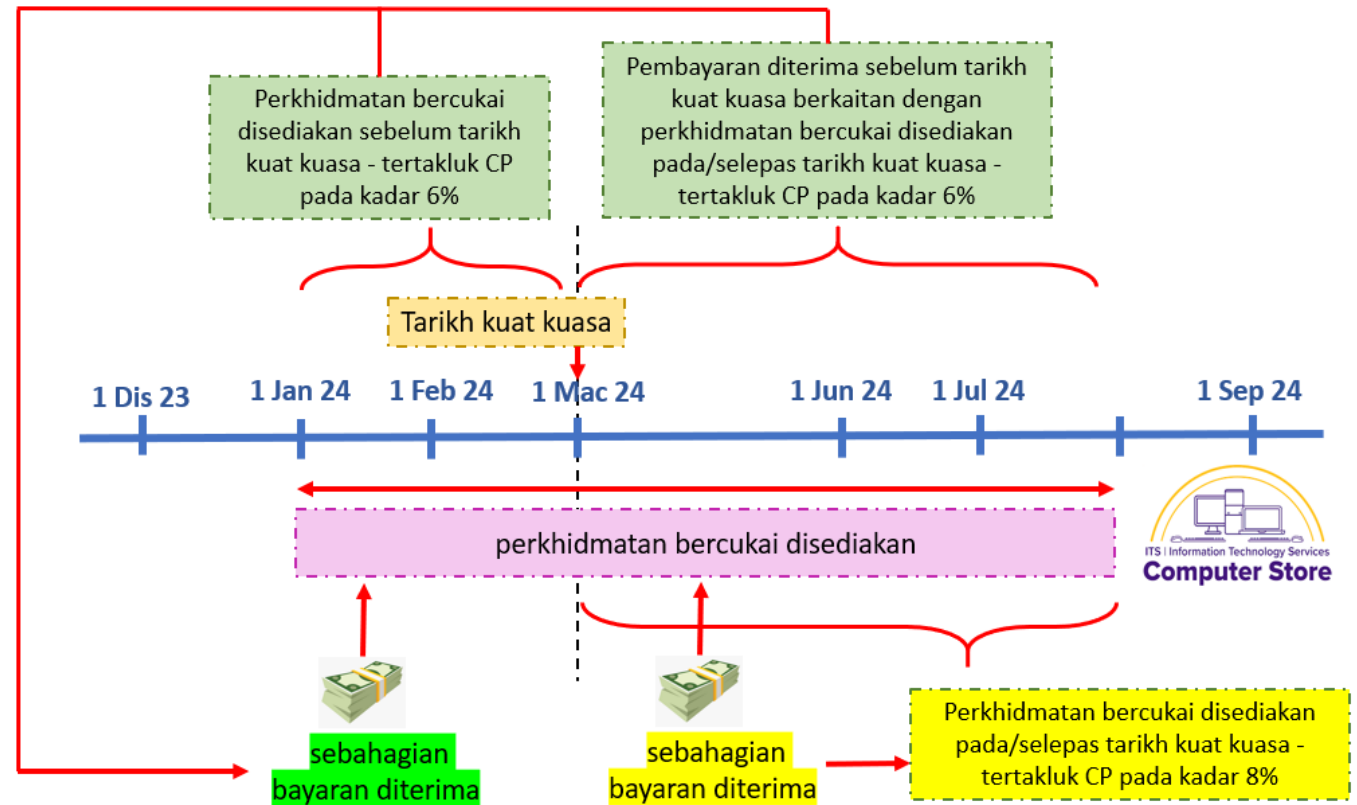 Perkhidmatan bercukai
disediakan sebelum tarikh
kuat kuasa - tertakluk CP
pada kadar 6%
Pembayaran diterima sebelum tarikh
kuat kuasa berkaitan dengan
perkhidmatan bercukai disediakan
pada/selepas tarikh kuat kuasa -
tertakluk CP pada kadar 6%
Tarikh kuat kuasa
1 Dis 23
1 Jan 24
1 Feb 24
1 Mac 24
1 Jun 24
1 Jul 24
1 Sep 24
perkhidmatan bercukai disediakan
ITS | Information Technology Services
Computer Store
sebahagian
bayaran diterima
sebahagian
bayaran diterima
Perkhidmatan bercukai disediakan
pada/selepas tarikh kuat kuasa -
tertakluk CP pada kadar 8%